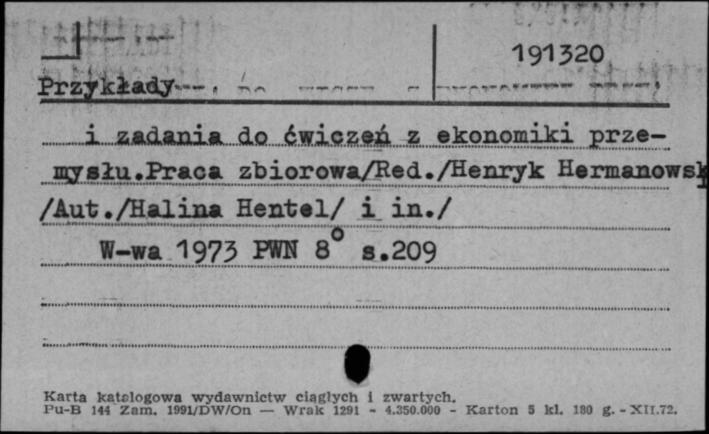 191320
Przykłady
i zadania do ćwiczeń z ekonomiki prze-
mysłu.Praca zbiorowa/Red./Henryk Hermanowsk
/Aut./Halina Hentel/ i in./
W-wa 1973 PWN 8° s.209
Karta katalogowa wydawnictw ciągłych i zwartych.
Pu-B 144 Zam. 1991/DW/On — Wrak 1291 - 4.350.000 - Karton 5 kl. 180 g. - XII.72.